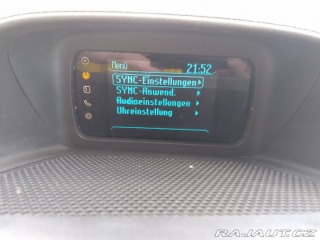 Menü 21:52
SYNC-Einstellungen
SYNC-Anwend.
Audioeinstellungen
Uhreinstellung
RAJAUT.CZ